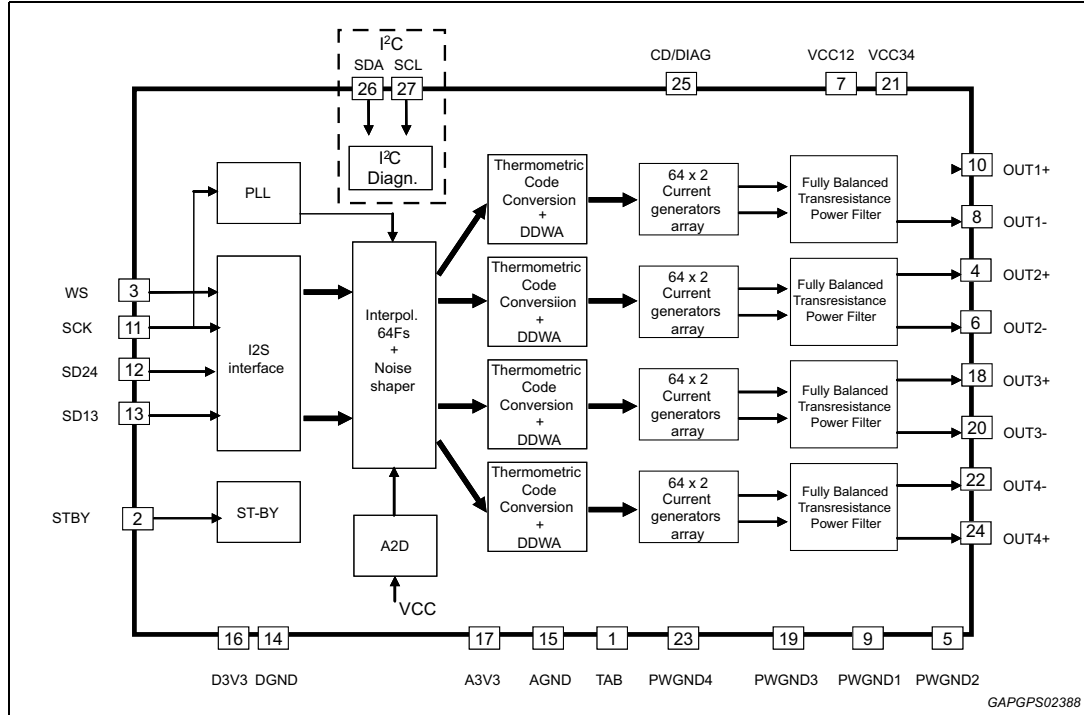 I²C
SDA SCL
26 27
I²C
Diagn.
CD/DIAG
25
VCC12 VCC34
7 21
PLL
WS
3
SCK
11
SD24
12
SD13
13
I2S
interface
STBY
2
ST-BY
Interpol.
64Fs
+
Noise
shaper
A2D
VCC
Thermometric
Code
Conversion
+
DDWA
64 x 2
Current
generators
array
Fully Balanced
Transresistance
Power Filter
10 OUT1+
8 OUT1-
Thermometric
Code
Conversiion
+
DDWA
64 x 2
Current
generators
array
Fully Balanced
Transresistance
Power Filter
4 OUT2+
6 OUT2-
Thermometric
Code
Conversion
+
DDWA
64 x 2
Current
generators
array
Fully Balanced
Transresistance
Power Filter
18 OUT3+
20 OUT3-
Thermometric
Code
Conversion
+
DDWA
64 x 2
Current
generators
array
Fully Balanced
Transresistance
Power Filter
22 OUT4-
24 OUT4+
16 14 17 15 1 23 19 9 5
D3V3 DGND A3V3 AGND TAB PWGND4 PWGND3 PWGND1 PWGND2
GAPGPS02388